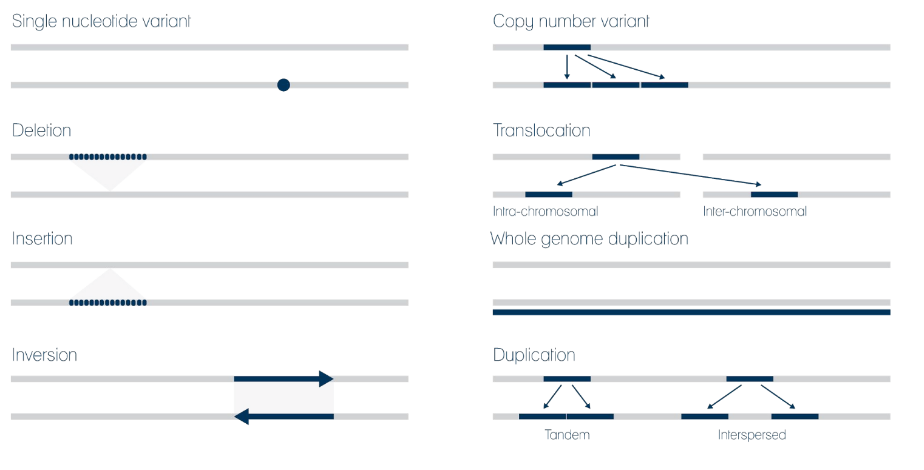 Single nucleotide variant
Copy number variant
Deletion
Translocation
Intra-chromosomal
Inter-chromosomal
Insertion
Whole genome duplication
Inversion
Duplication
Tandem
Interspersed